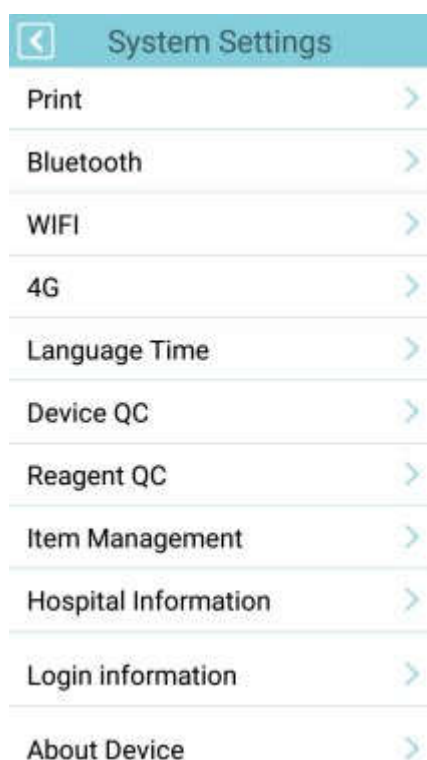 System Settings
Print
Bluetooth
WIFI
4G
Language Time
Device QC
Reagent QC
Item Management
Hospital Information
Login information
About Device